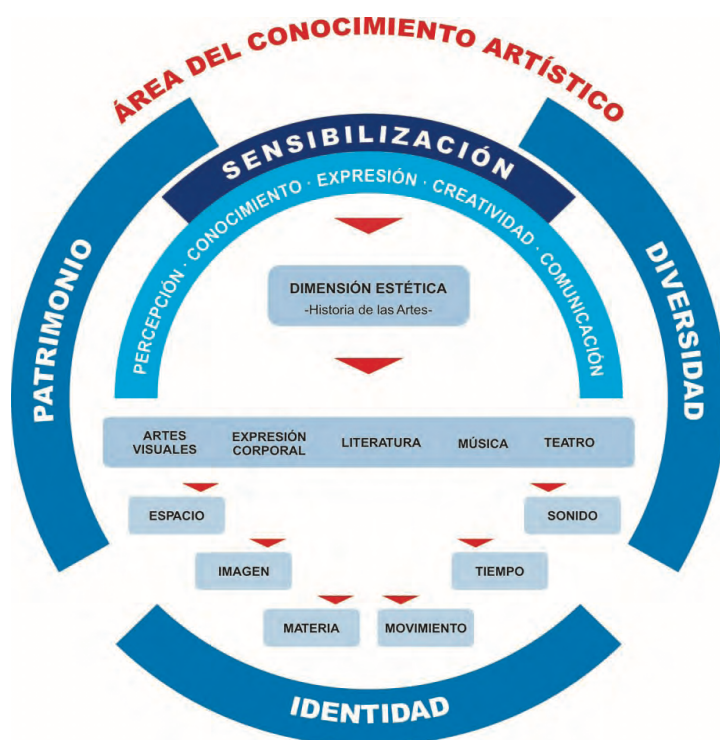 ÁREA DEL CONOCIMIENTO ARTÍSTICO
SENSIBILIZACIÓN
PERCEPCIÓN · CONOCIMIENTO · EXPRESIÓN · CREATIVIDAD · COMUNICACIÓN
PATRIMONIO
DIVERSIDAD
DIMENSIÓN ESTÉTICA
-Historia de las Artes-
ARTES
VISUALES
EXPRESIÓN
CORPORAL
LITERATURA
MÚSICA
TEATRO
ESPACIO
SONIDO
IMAGEN
TIEMPO
MATERIA
MOVIMIENTO
IDENTIDAD